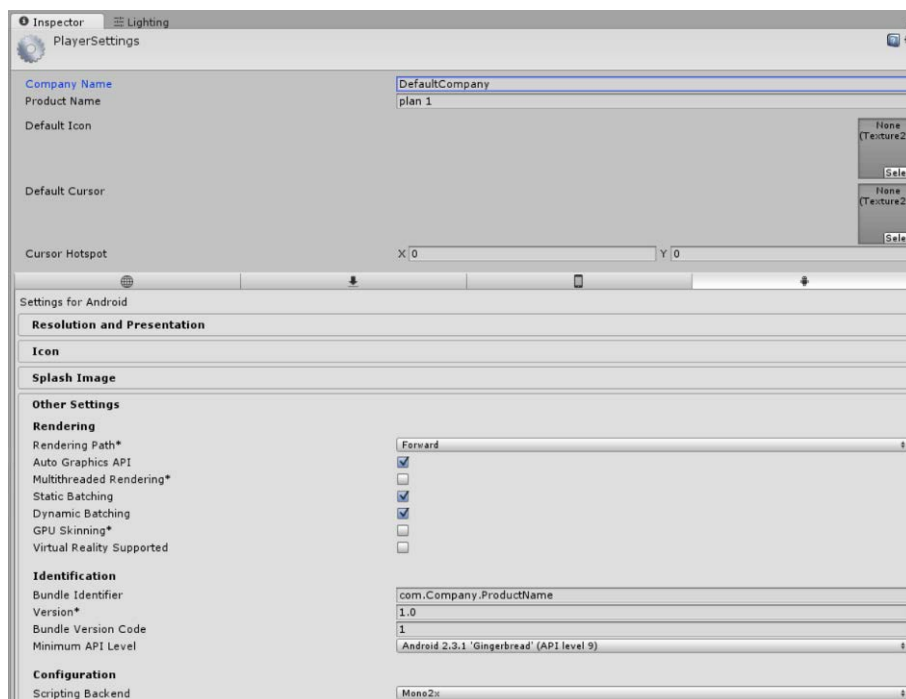 Inspector Lighting
PlayerSettings
Company Name DefaultCompany
Product Name plan 1
Default Icon None
(Texture2
Sele
Default Cursor None
(Texture2
Sele
Cursor Hotspot X 0 Y 0
Settings for Android
Resolution and Presentation
Icon
Splash Image
Other Settings
Rendering
Rendering Path* Forward
Auto Graphics API
Multithreaded Rendering*
Static Batching
Dynamic Batching
GPU Skinning*
Virtual Reality Supported
Identification
Bundle Identifier com.Company.ProductName
Version* 1.0
Bundle Version Code 1
Minimum API Level Android 2.3.1 'Gingerbread' (API level 9)
Configuration
Scripting Backend Mono2x